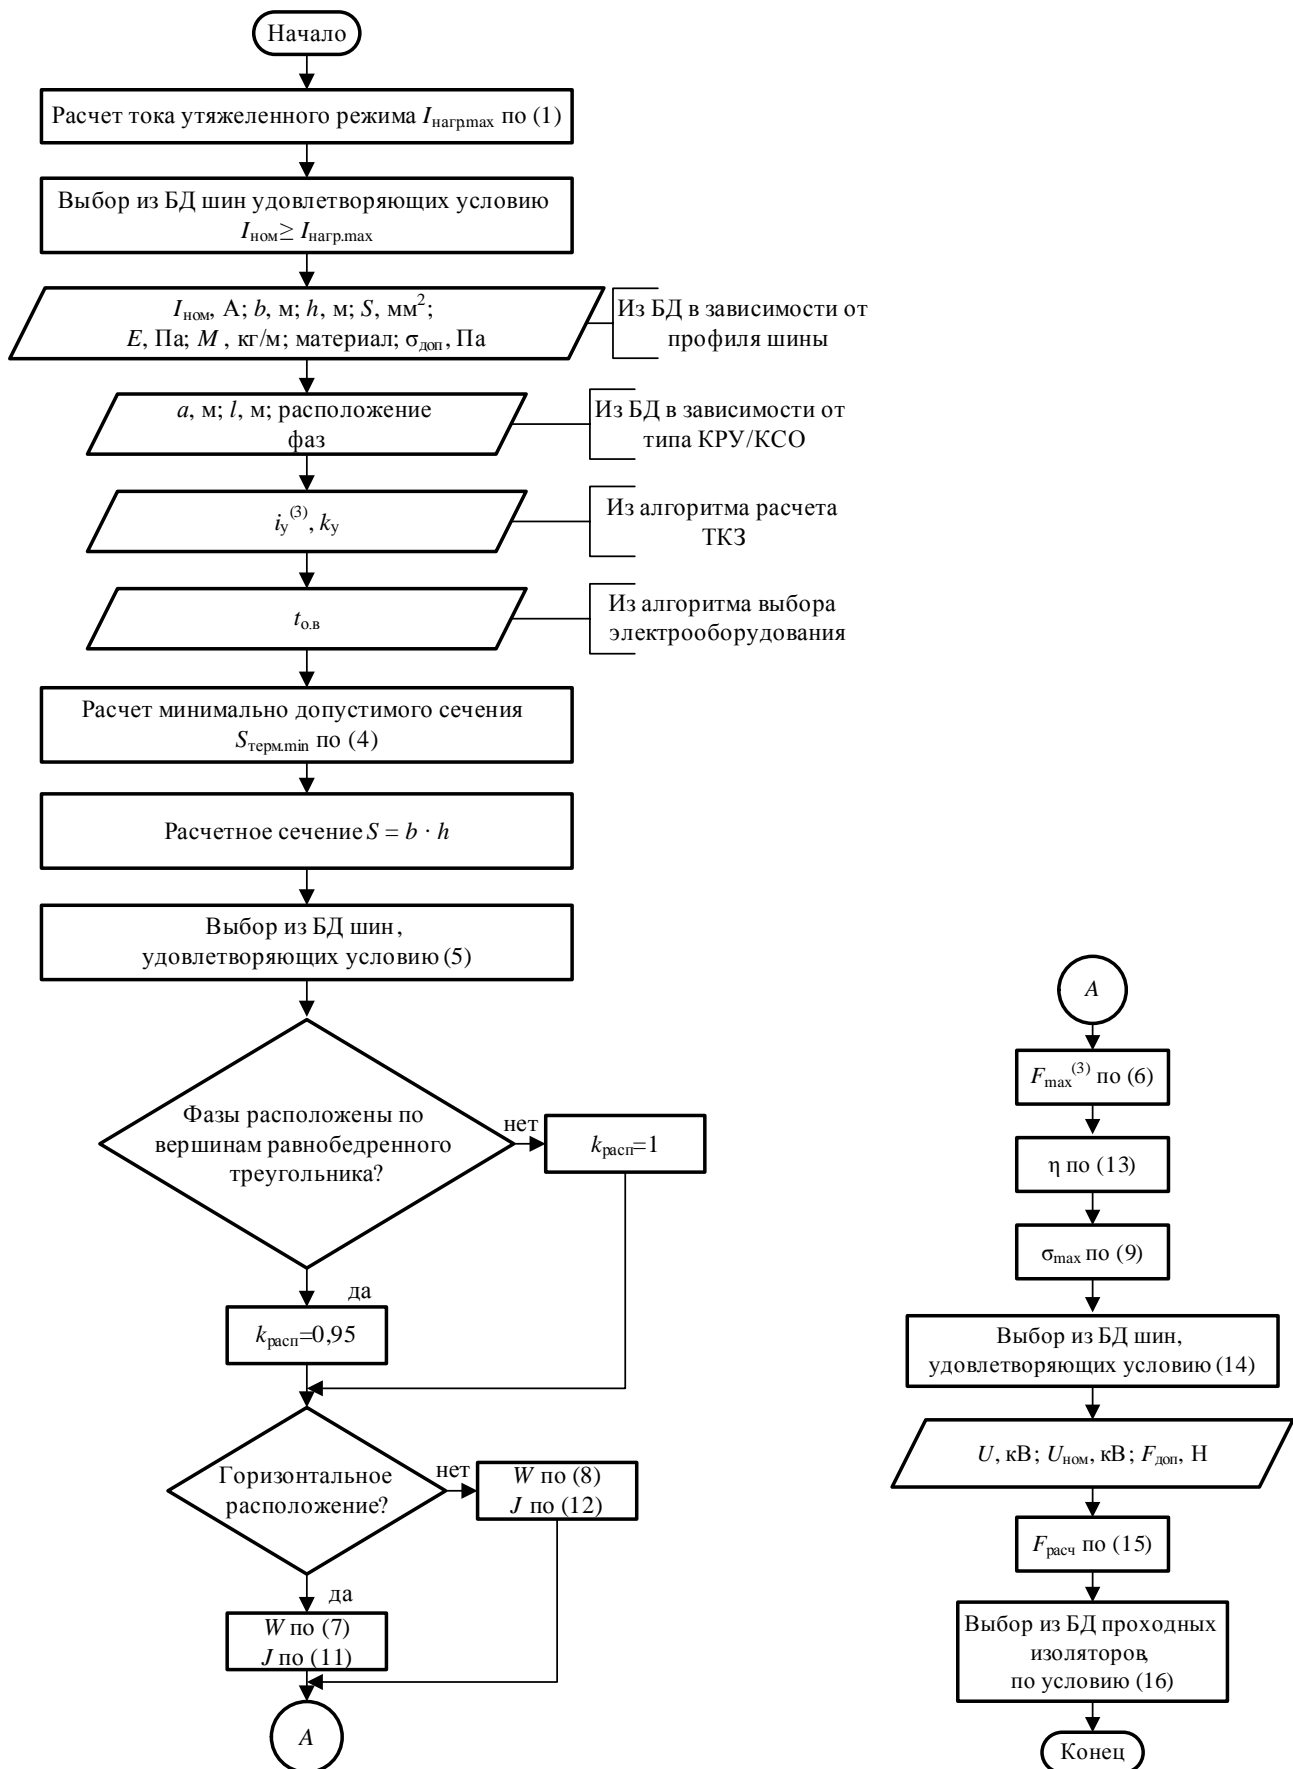 Начало
Расчет тока утяжеленного режима Iнагр.max по (1)
Выбор из БД шин удовлетворяющих условию
Iном ≥ Iнагр.max
Iном, А; b, м; h, м; S, мм²;
E, Па; M, кг/м; материал; σдоп, Па
Из БД в зависимости от
профиля шины
a, м; l, м; расположение
фаз
Из БД в зависимости от
типа КРУ/КСО
iу⁽³⁾, kу
Из алгоритма расчета
ТКЗ
tо.в
Из алгоритма выбора
электрооборудования
Расчет минимально допустимого сечения
Sтерм.min по (4)
Расчетное сечение S = b · h
Выбор из БД шин,
удовлетворяющих условию (5)
Фазы расположены по
вершинам равнобедренного
треугольника?
нет
kрасп=1
да
kрасп=0,95
Горизонтальное
расположение?
нет
W по (8)
J по (12)
да
W по (7)
J по (11)
A
A
Fmax⁽³⁾ по (6)
η по (13)
σmax по (9)
Выбор из БД шин,
удовлетворяющих условию (14)
U, кВ; Uном, кВ; Fдоп, Н
Fрасч по (15)
Выбор из БД проходных
изоляторов,
по условию (16)
Конец